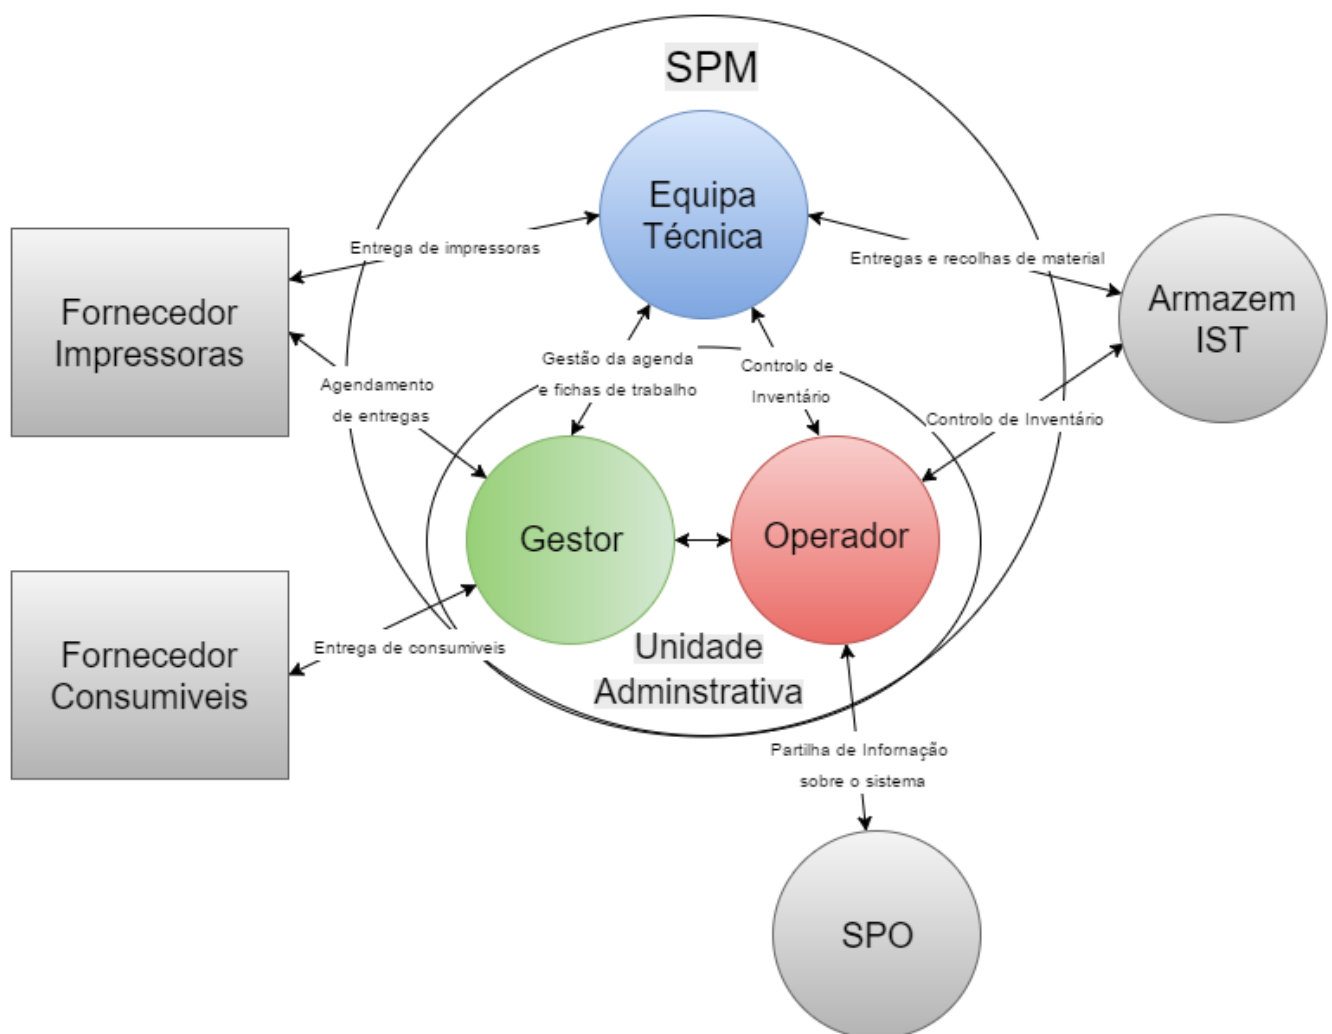 SPM
Equipa
Técnica
Entrega de impressoras
Entregas e recolhas de material
Fornecedor
Impressoras
Armazem
IST
Gestão da agenda
e fichas de trabalho
Controlo de
Inventário
Agendamento
de entregas
Controlo de Inventário
Gestor
Operador
Fornecedor
Consumiveis
Entrega de consumiveis
Unidade
Adminstrativa
Partilha de Infornação
sobre o sistema
SPO